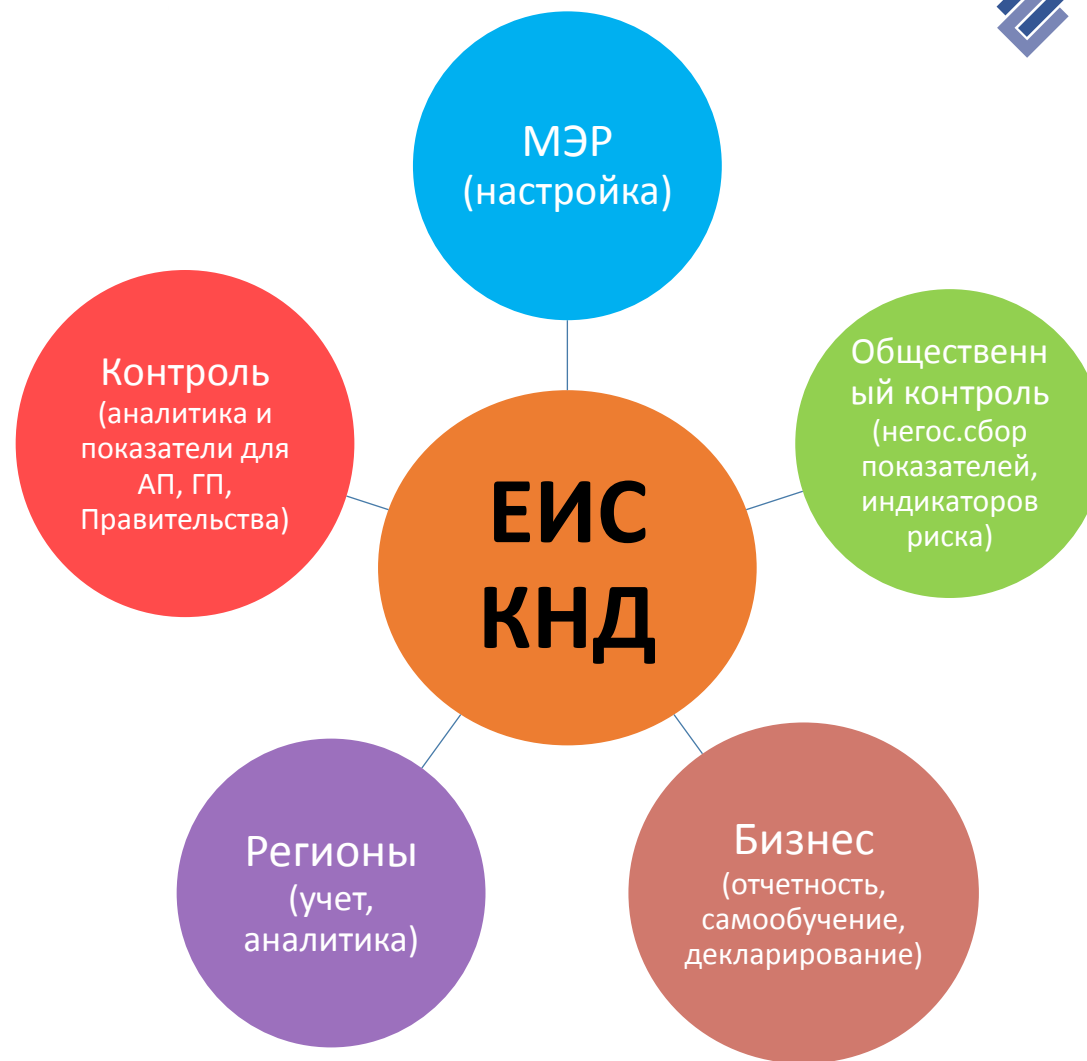 МЭР
(настройка)
Контроль
(аналитика и
показатели для
АП, ГП,
Правительства)
Общественн
ый контроль
(негос.сбор
показателей,
индикаторов
риска)
ЕИС
КНД
Регионы
(учет,
аналитика)
Бизнес
(отчетность,
самообучение,
декларирование)